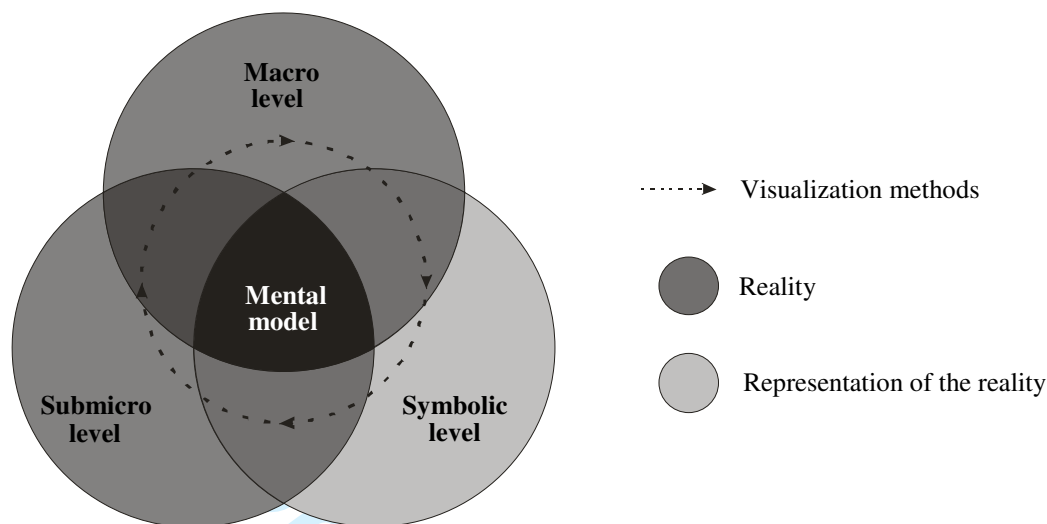 Macro
level
Mental
model
Submicro
level
Symbolic
level
Visualization methods
Reality
Representation of the reality